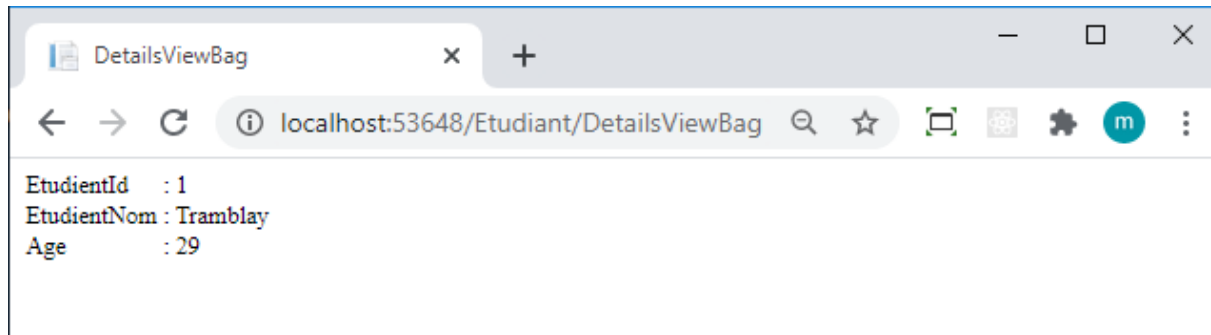 DetailsViewBag
localhost:53648/Etudiant/DetailsViewBag
m
EtudientId : 1
EtudientNom : Tramblay
Age : 29